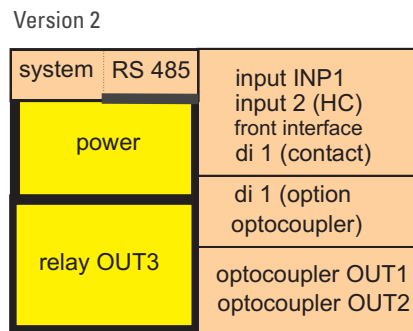 Version 2
system RS 485
power
relay OUT3
input INP1
input 2 (HC)
front interface
di 1 (contact)
di 1 (option
optocoupler)
optocoupler OUT1
optocoupler OUT2